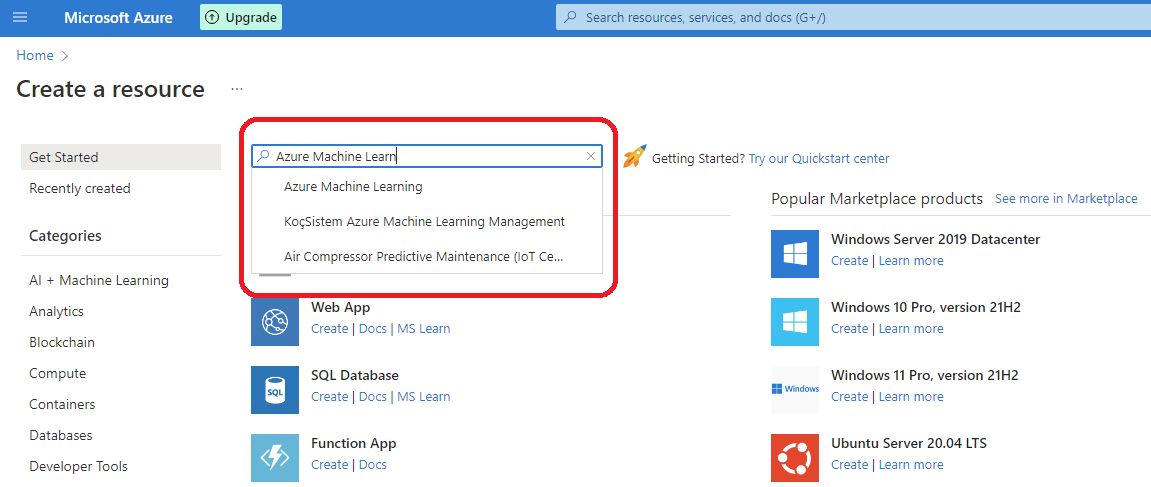 Microsoft Azure
Upgrade
Search resources, services, and docs (G+/)
Home
Create a resource
...
Get Started
Recently created
Categories
AI + Machine Learning
Analytics
Blockchain
Compute
Containers
Databases
Developer Tools
Azure Machine Learn
Azure Machine Learning
KoçSistem Azure Machine Learning Management
Air Compressor Predictive Maintenance (IoT Ce...
Getting Started? Try our Quickstart center
Web App
Create | Docs | MS Learn
SQL
SQL Database
Create | Docs | MS Learn
Function App
Create | Docs
Popular Marketplace products See more in Marketplace
Windows Server 2019 Datacenter
Create | Learn more
Windows 10 Pro, version 21H2
Create | Learn more
Windows
Windows 11 Pro, version 21H2
Create | Learn more
Ubuntu Server 20.04 LTS
Create | Learn more